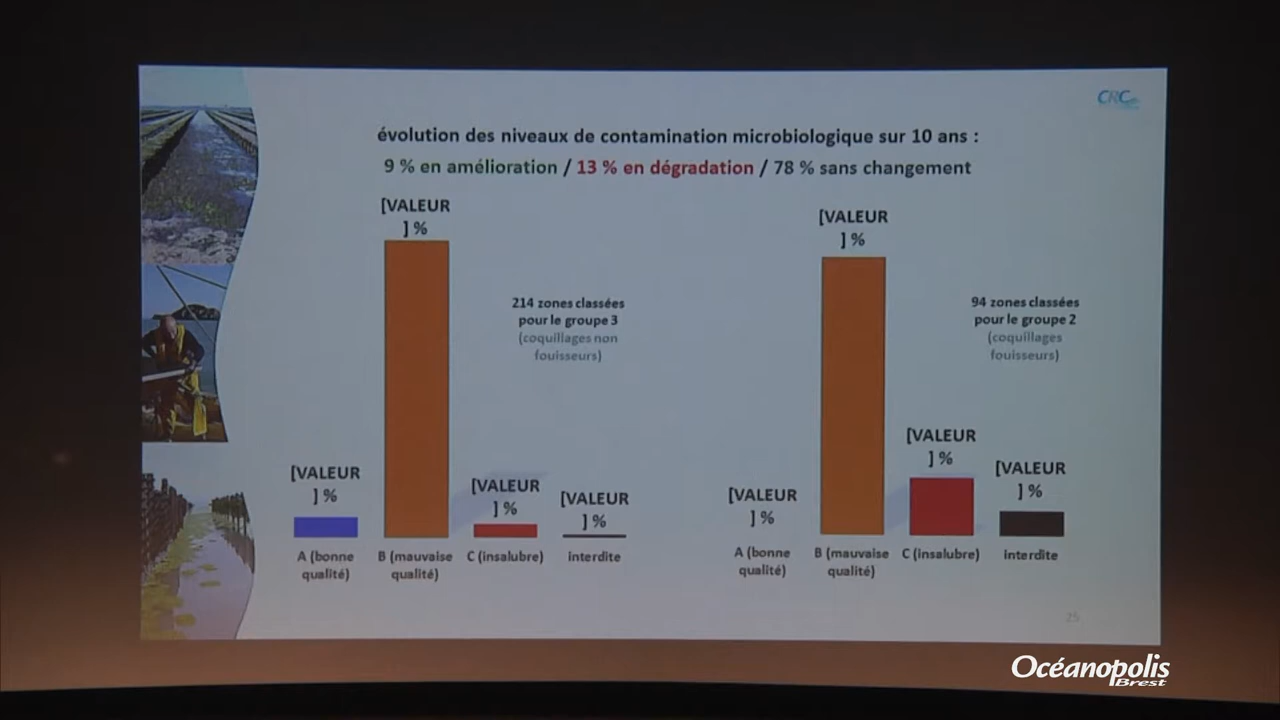 CRC
évolution des niveaux de contamination microbiologique sur 10 ans :
9 % en amélioration / 13 % en dégradation / 78 % sans changement
[VALEUR
] %
[VALEUR
] %
[VALEUR
] %
[VALEUR
] %
214 zones classées
pour le groupe 3
(coquillages non
fouisseurs)
A (bonne
qualité)
B (mauvaise
qualité)
C (insalubre)
interdite
[VALEUR
] %
[VALEUR
] %
[VALEUR
] %
[VALEUR
] %
94 zones classées
pour le groupe 2
(coquillages
fouisseurs)
A (bonne
qualité)
B (mauvaise
qualité)
C (insalubre)
interdite
25
Océanopolis
Brest